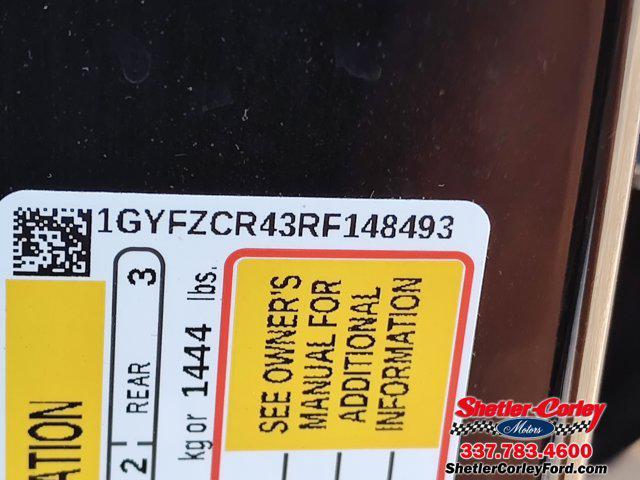 1GYFZCR43RF148493
ATION
2 REAR 3
kg or 1444 lbs.
SEE OWNER'S
MANUAL FOR
ADDITIONAL
INFORMATION
Shetler-Corley
Motors
337.783.4600
ShetlerCorleyFord.com